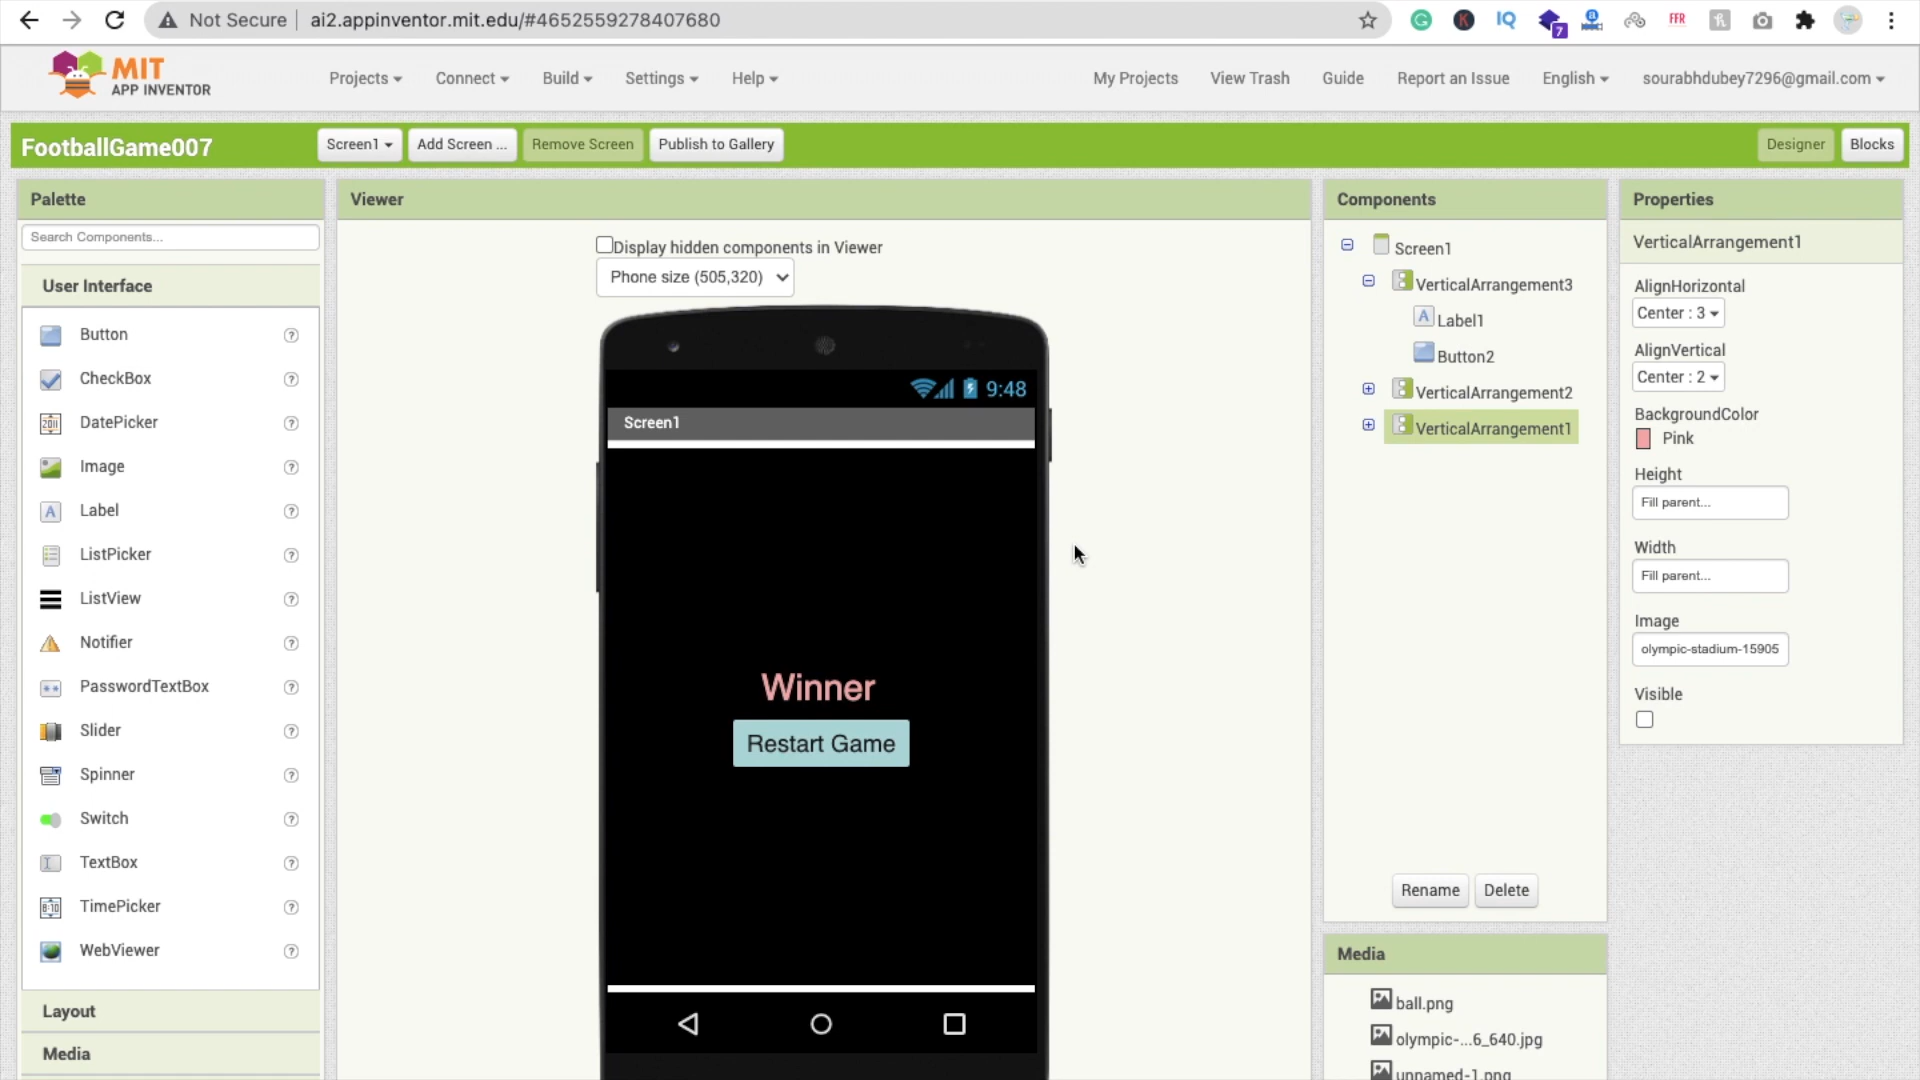 Not Secure
ai2.appinventor.mit.edu/#4652559278407680
K
IQ
7
a
FFR
MIT
APP INVENTOR
Projects
Connect
Build
Settings
Help
My Projects
View Trash
Guide
Report an Issue
English
sourabhdubey7296@gmail.com
FootballGame007
Screen1
Add Screen ...
Remove Screen
Publish to Gallery
Designer
Blocks
Palette
Search Components...
User Interface
Button
?
CheckBox
?
DatePicker
?
Image
?
Label
?
ListPicker
?
ListView
?
Notifier
?
PasswordTextBox
?
Slider
?
Spinner
?
Switch
?
TextBox
?
TimePicker
?
WebViewer
?
Layout
Media
Viewer
Display hidden components in Viewer
Phone size (505,320)
9:48
Screen1
Winner
Restart Game
Components
Screen1
VerticalArrangement3
A
Label1
Button2
VerticalArrangement2
VerticalArrangement1
Rename
Delete
Media
ball.png
olympic-...6_640.jpg
unnamed-1.png
Properties
VerticalArrangement1
AlignHorizontal
Center : 3
AlignVertical
Center : 2
BackgroundColor
Pink
Height
Fill parent...
Width
Fill parent...
Image
olympic-stadium-15905
Visible